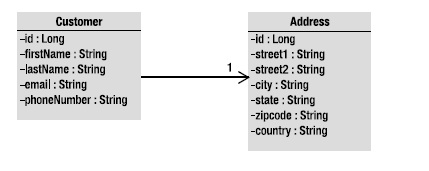 Customer
-id : Long
-firstName : String
-lastName : String
-email : String
-phoneNumber : String
1
Address
-id : Long
-street1 : String
-street2 : String
-city : String
-state : String
-zipcode : String
-country : String